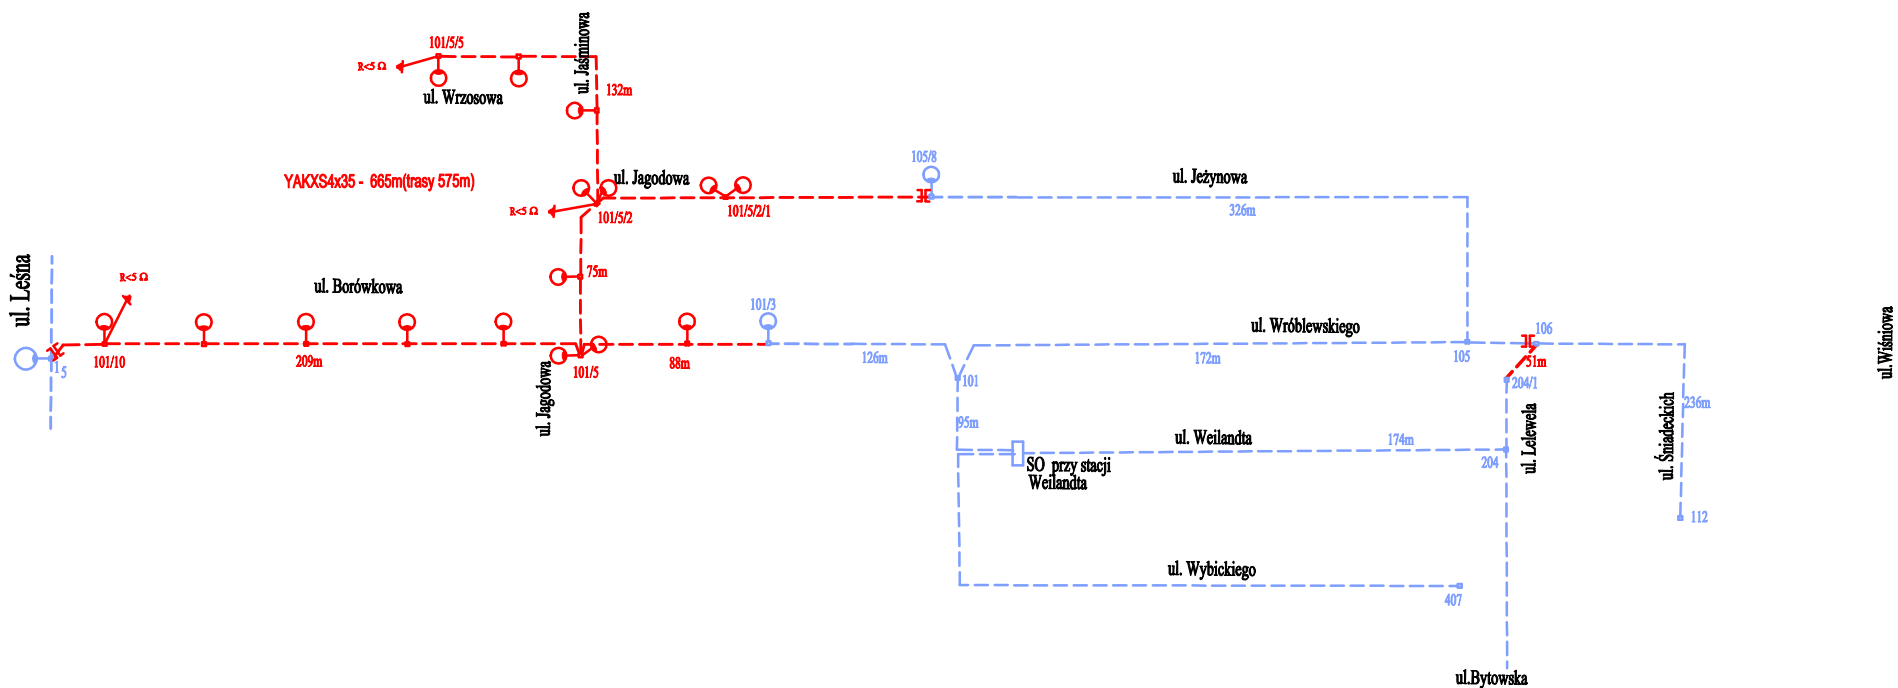 ul. Jaśminowa
101/5/5
R<5 Ω
ul. Wrzosowa
132m
105/8
YAKXS4x35 - 665m(trasy 575m)
ul. Jagodowa
ul. Jeżynowa
R<5 Ω
101/5/2
101/5/2/1
326m
ul. Leśna
R<5 Ω
75m
ul. Borówkowa
101/3
ul. Wróblewskiego
106
ul.Wiśniowa
1
5
101/10
209m
101/5
88m
126m
172m
105
51m
ul. Jagodowa
101
204/1
236m
95m
ul. Weilandta
174m
ul. Lelewela
ul. Śniadeckich
204
SO przy stacji
Weilandta
112
ul. Wybickiego
407
ul.Bytowska